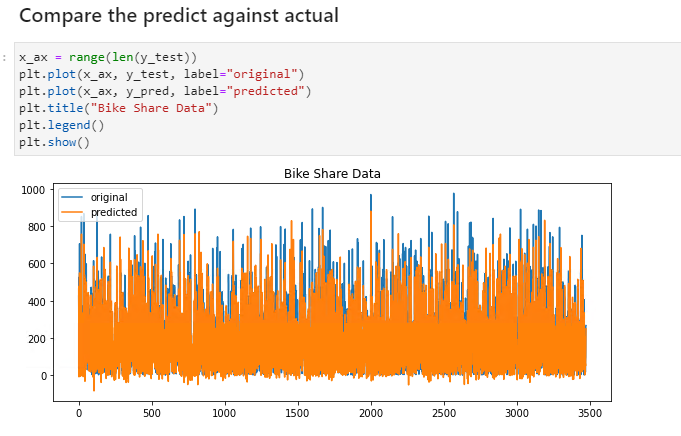 Compare the predict against actual
:
x_ax = range(len(y_test))
plt.plot(x_ax, y_test, label="original")
plt.plot(x_ax, y_pred, label="predicted")
plt.title("Bike Share Data")
plt.legend()
plt.show()
Bike Share Data
original
predicted
1000
800
600
400
200
0
0 500 1000 1500 2000 2500 3000 3500